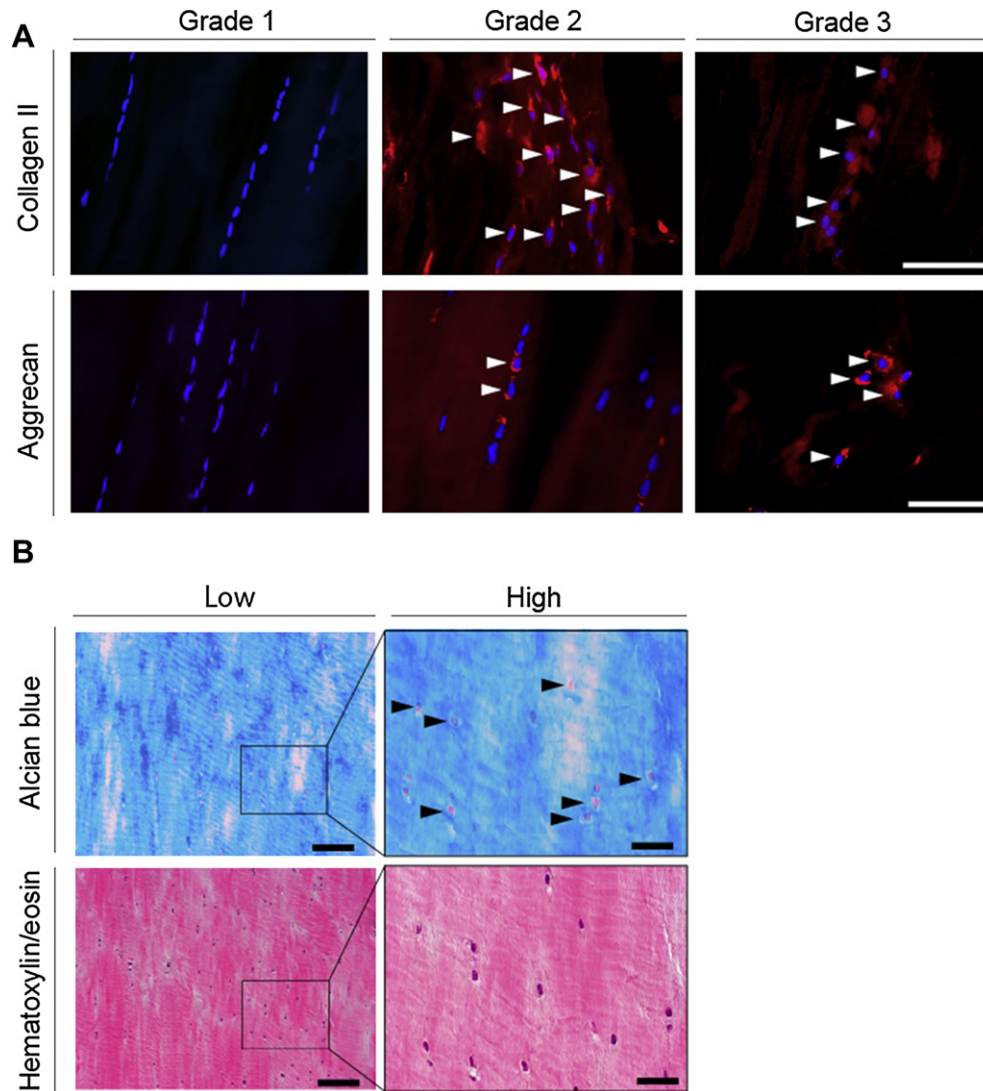 A
Grade 1
Grade 2
Grade 3
Collagen II
Aggrecan
B
Low
High
Alcian blue
Hematoxylin/eosin